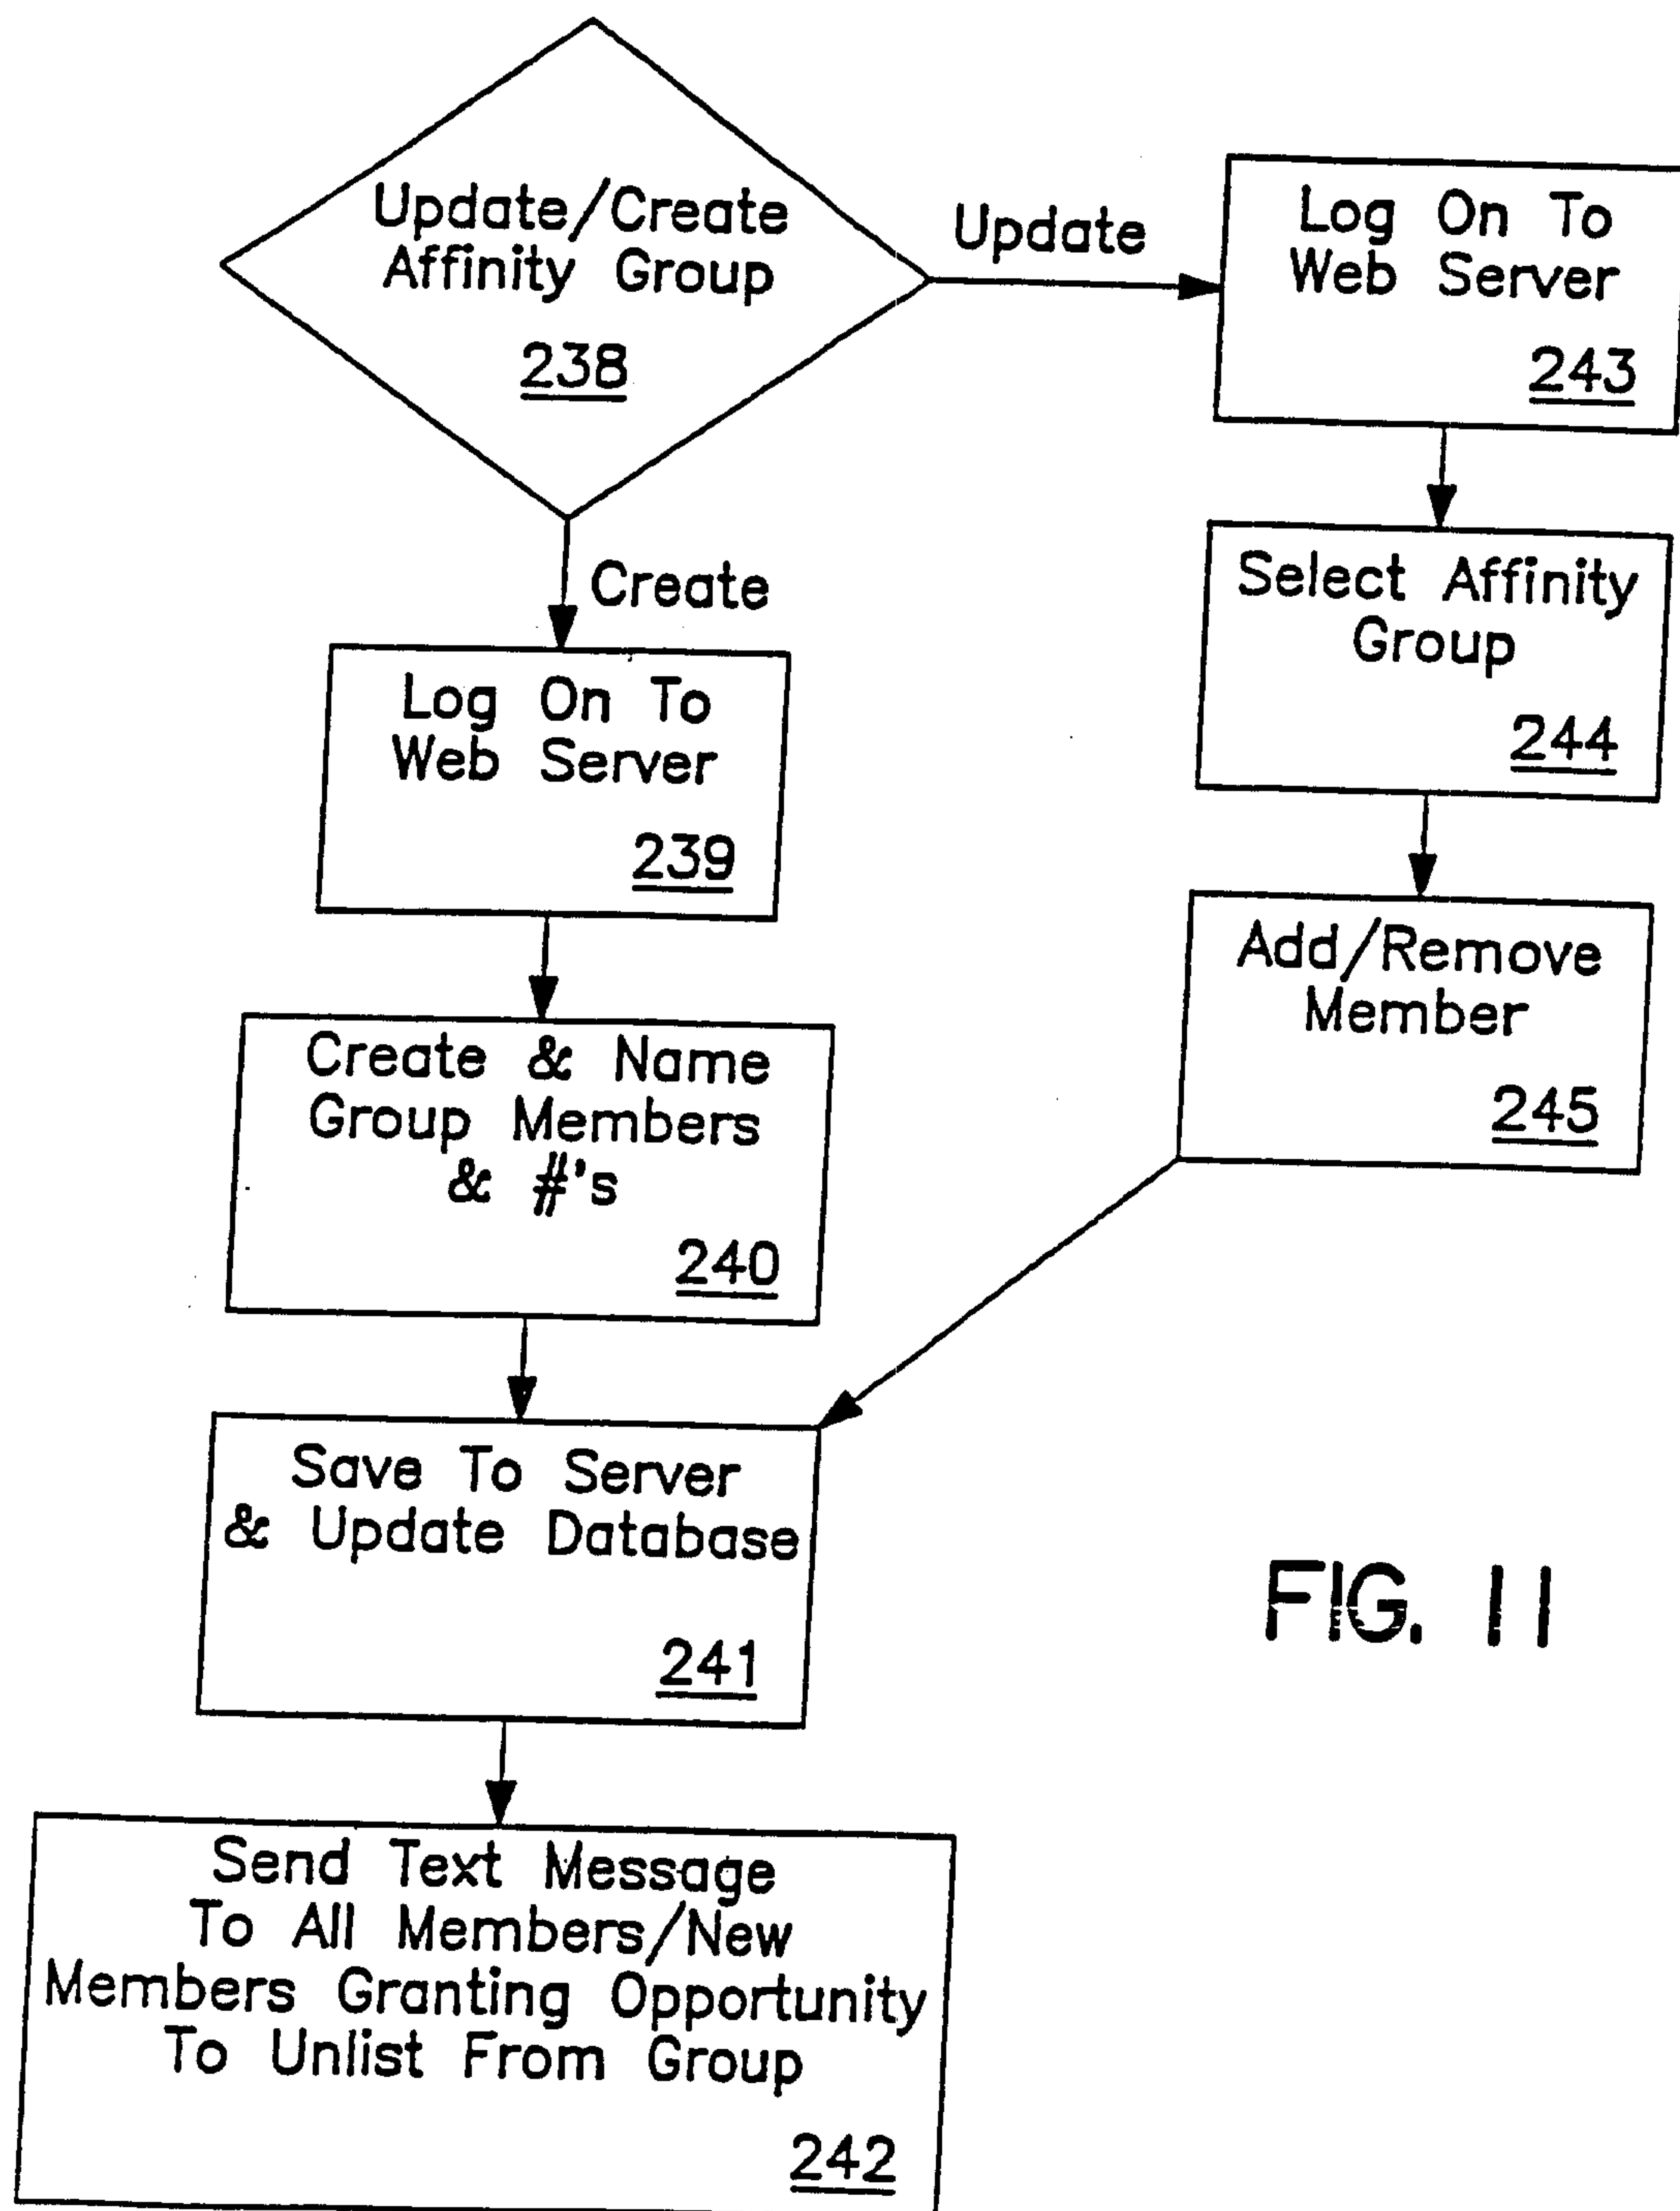 Update/Create
Affinity Group
238
Update
Log On To
Web Server
243
Create
Select Affinity
Group
244
Log On To
Web Server
239
Add/Remove
Member
245
Create & Name
Group Members
& #'s
240
Save To Server
& Update Database
241
FIG. 11
Send Text Message
To All Members/New
Members Granting Opportunity
To Unlist From Group
242